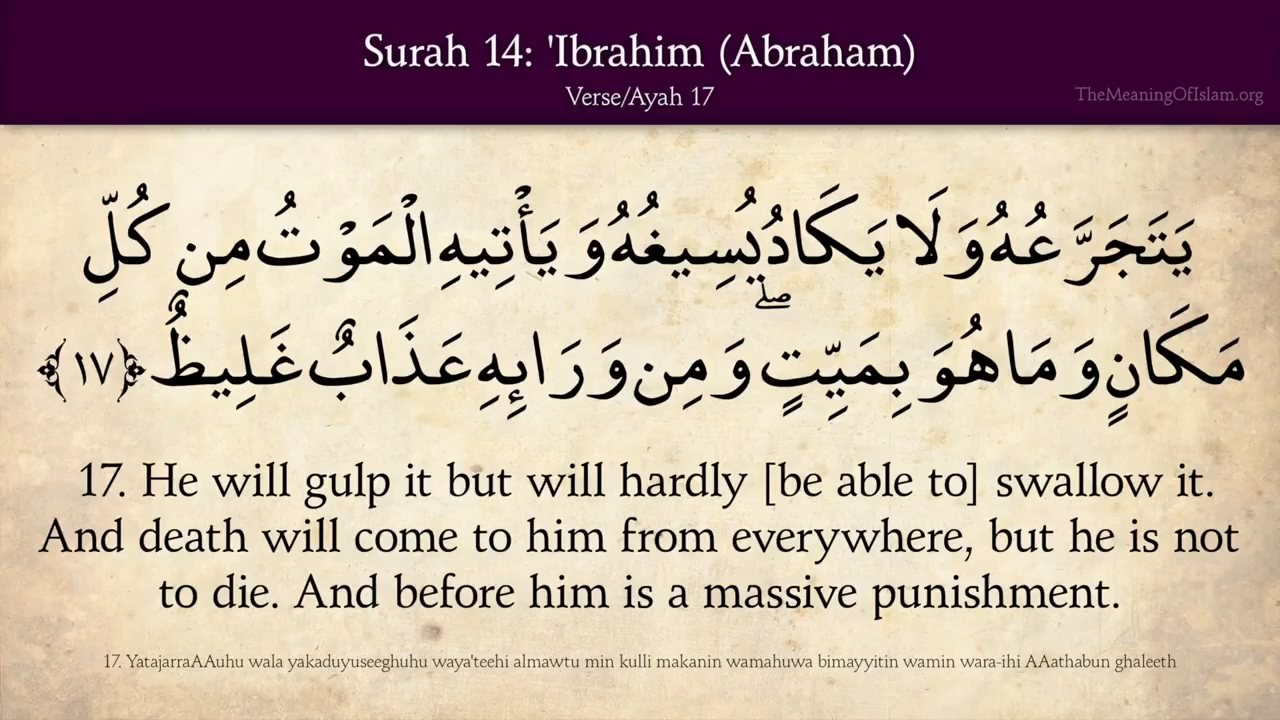 Surah 14: 'Ibrahim (Abraham)
Verse/Ayah 17
TheMeaningOfIslam.org
يَتَجَرَّعُهُ وَلَا يَكَادُ يُسِيغُهُ وَيَأْتِيهِ الْمَوْتُ مِن كُلِّ
مَكَانٍ وَمَا هُوَ بِمَيِّتٍ ۖ وَمِن وَرَابِهِ عَذَابٌ غَلِيظٌ ﴿١٧﴾
17. He will gulp it but will hardly [be able to] swallow it.
And death will come to him from everywhere, but he is not
to die. And before him is a massive punishment.
17. YatajarraAAuhu wala yakaduyuseeghuhu waya'teehi almawtu min kulli makanin wamahuwa bimayyitin wamin wara-ihi AAathabun ghaleeth